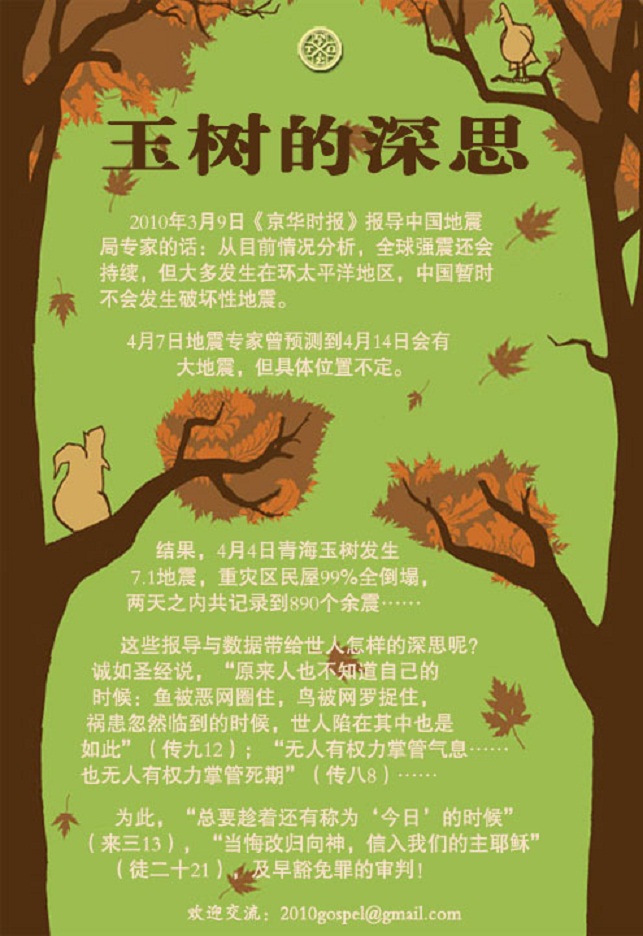 玉树的深思
2010年3月9日《京华时报》报导中国地震
局专家的话：从目前情况分析，全球强震还会
持续，但大多发生在环太平洋地区，中国暂时
不会发生破坏性地震。
4月7日地震专家曾预测到4月14日会有
大地震，但具体位置不定。
结果，4月4日青海玉树发生
7.1地震，重灾区民屋99%全倒塌，
两天之内共记录到890个余震……
这些报导与数据带给世人怎样的深思呢？
诚如圣经说，“原来人也不知道自己的
时候：鱼被恶网圈住，鸟被网罗捉住，
祸患忽然临到的时候，世人陷在其中也是
如此”（传九12）；“无人有权力掌管气息……
也无人有权力掌管死期”（传八8）……
为此，“总要趁着还有称为‘今日’的时候”
（来三13），“当悔改归向神，信入我们的主耶稣”
（徒二十21），及早豁免罪的审判！
欢迎交流：2010gospel@gmail.com